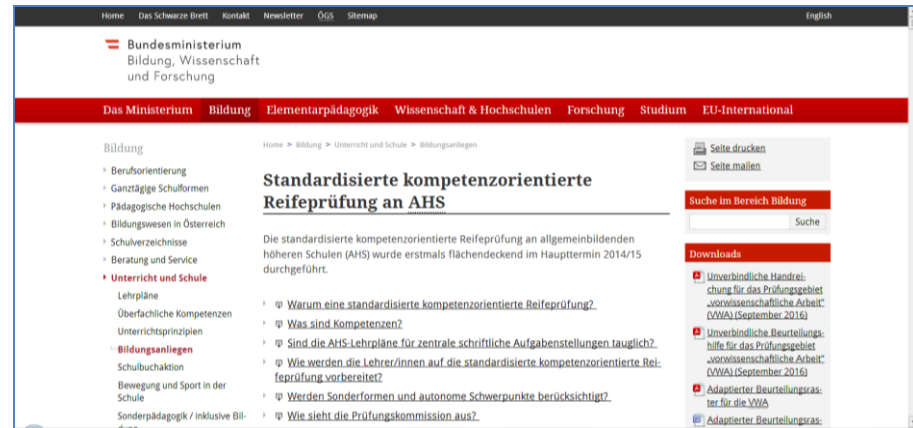 Home Das Schwarze Brett Kontakt Newsletter ÖGS Sitemap English
Bundesministerium
Bildung, Wissenschaft
und Forschung
Das Ministerium Bildung Elementarpädagogik Wissenschaft & Hochschulen Forschung Studium EU-International
Bildung
Berufsorientierung
Ganztägige Schulformen
Pädagogische Hochschulen
Bildungswesen in Österreich
Schulverzeichnisse
Beratung und Service
Unterricht und Schule
Lehrpläne
Überfachliche Kompetenzen
Unterrichtsprinzipien
Bildungsanliegen
Schulbuchaktion
Bewegung und Sport in der
Schule
Sonderpädagogik / inklusive Bil-
Home > Bildung > Unterricht und Schule > Bildungsanliegen
Standardisierte kompetenzorientierte
Reifeprüfung an AHS
Die standardisierte kompetenzorientierte Reifeprüfung an allgemeinbildenden
höheren Schulen (AHS) wurde erstmals flächendeckend im Haupttermin 2014/15
durchgeführt.
Warum eine standardisierte kompetenzorientierte Reifeprüfung?
Was sind Kompetenzen?
Sind die AHS-Lehrpläne für zentrale schriftliche Aufgabenstellungen tauglich?
Wie werden die Lehrer/innen auf die standardisierte kompetenzorientierte Rei-
feprüfung vorbereitet?
Werden Sonderformen und autonome Schwerpunkte berücksichtigt?
Wie sieht die Prüfungskommission aus?
Seite drucken
Seite mailen
Suche im Bereich Bildung
Suche
Downloads
Unverbindliche Handrei-
chung für das Prüfungsgebiet
„vorwissenschaftliche Arbeit"
(VWA) (September 2016)
Unverbindliche Beurteilungs-
hilfe für das Prüfungsgebiet
„vorwissenschaftliche Arbeit"
(VWA) (September 2016)
Adaptierter Beurteilungsras-
ter für die VWA
Adaptierter Beurteilungsras-